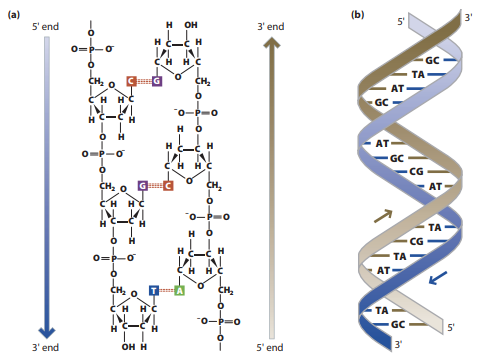 (a)
5' end
O
O=P–O⁻
O
CH₂ O
C H H C
H C–C H
H
O
O=P–O⁻
O
CH₂ O
C H H C
H C–C H
H
O
O=P–O⁻
O
CH₂ O
C H H C
H C–C H
OH H
3' end
C G
G C
T A
H OH
H C–C H
C H H C
O CH₂
O
⁻O–P=O
O
H
H C–C H
C H H C
O CH₂
O
⁻O–P=O
O
H
H C–C H
C H H C
O CH₂
O
⁻O–P=O
O
3' end
5' end
(b)
5' 3'
GC
TA
AT
GC
AT
GC
CG
AT
TA
CG
TA
AT
TA
GC
5'
3'